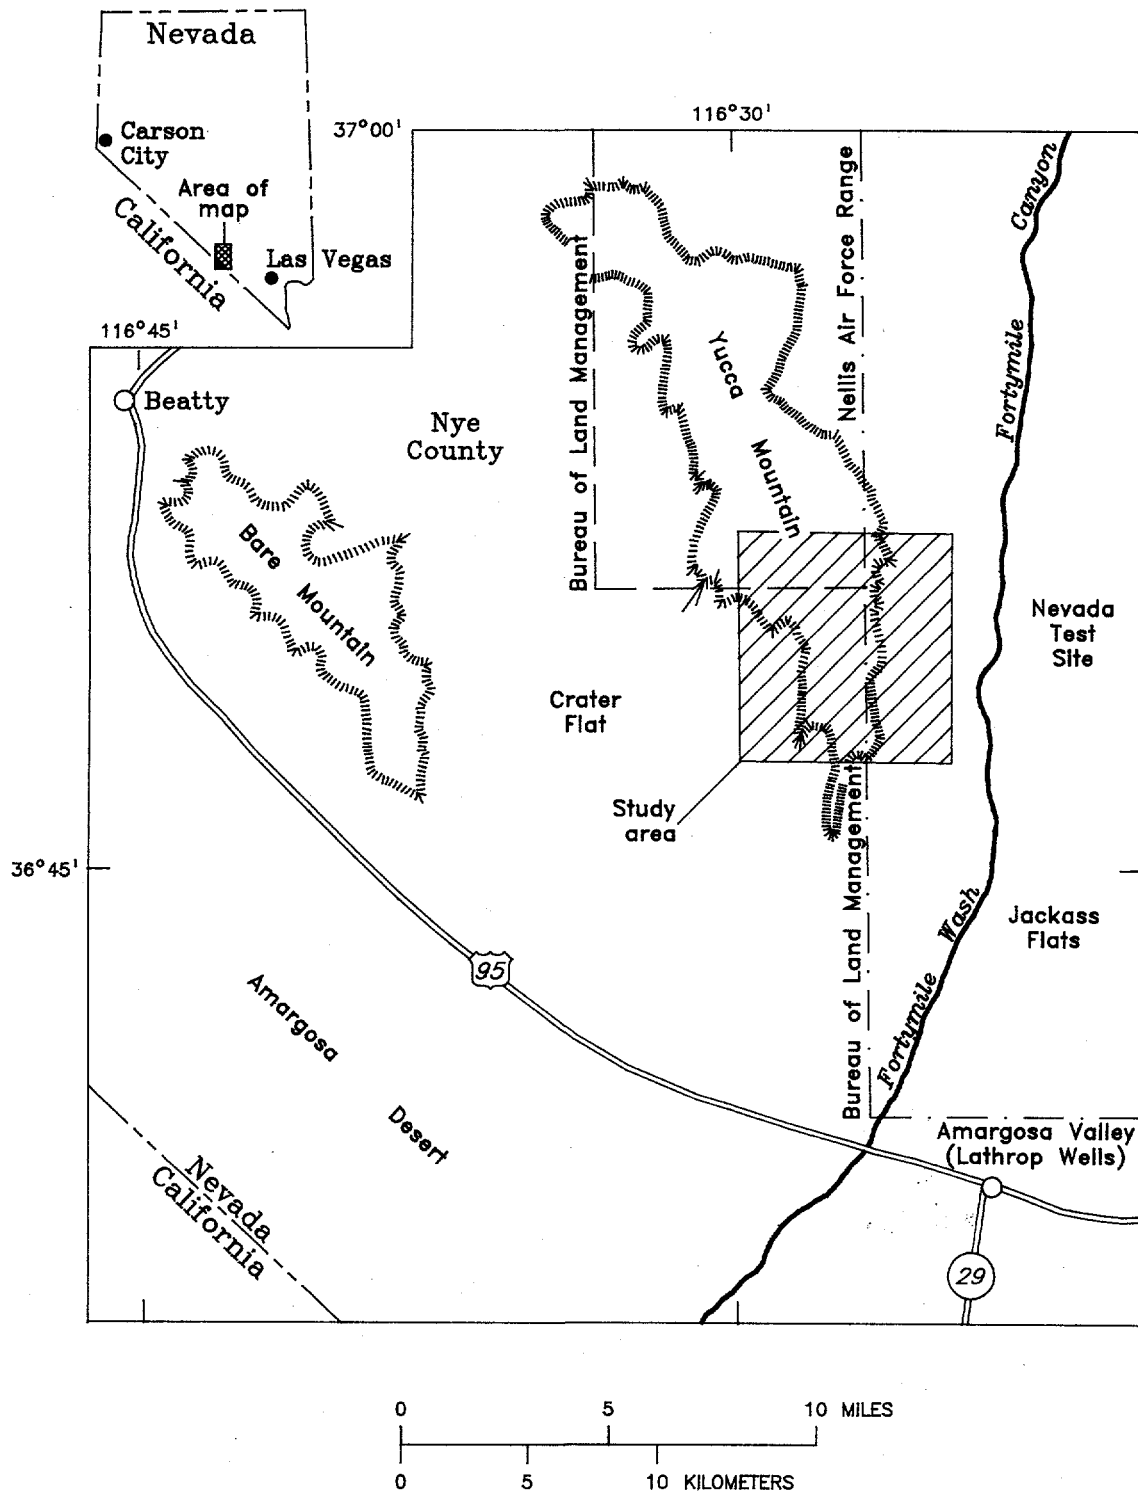 Nevada
Carson
City
Area of
map
California
Las Vegas
116°45'
37°00'
116°30'
Beatty
Nye
County
Bare
Mountain
Bureau of Land Management
Yucca
Mountain
Nellis Air Force Range
Fortymile Canyon
Nevada
Test
Site
Crater
Flat
Study
area
36°45'
Bureau of Land Management
Fortymile Wash
Jackass
Flats
95
Amargosa
Desert
Nevada
California
Amargosa Valley
(Lathrop Wells)
29
0 5 10 MILES
0 5 10 KILOMETERS